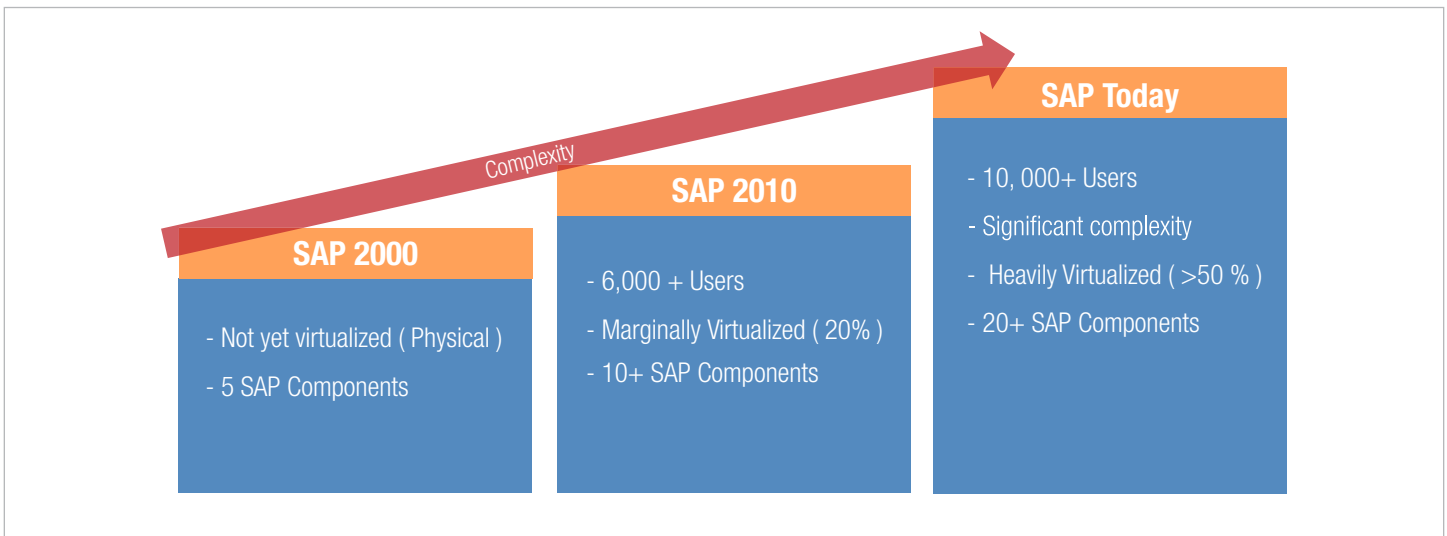 Complexity
SAP 2000
- Not yet virtualized ( Physical )
- 5 SAP Components
SAP 2010
- 6,000 + Users
- Marginally Virtualized ( 20% )
- 10+ SAP Components
SAP Today
- 10, 000+ Users
- Significant complexity
- Heavily Virtualized ( >50 % )
- 20+ SAP Components